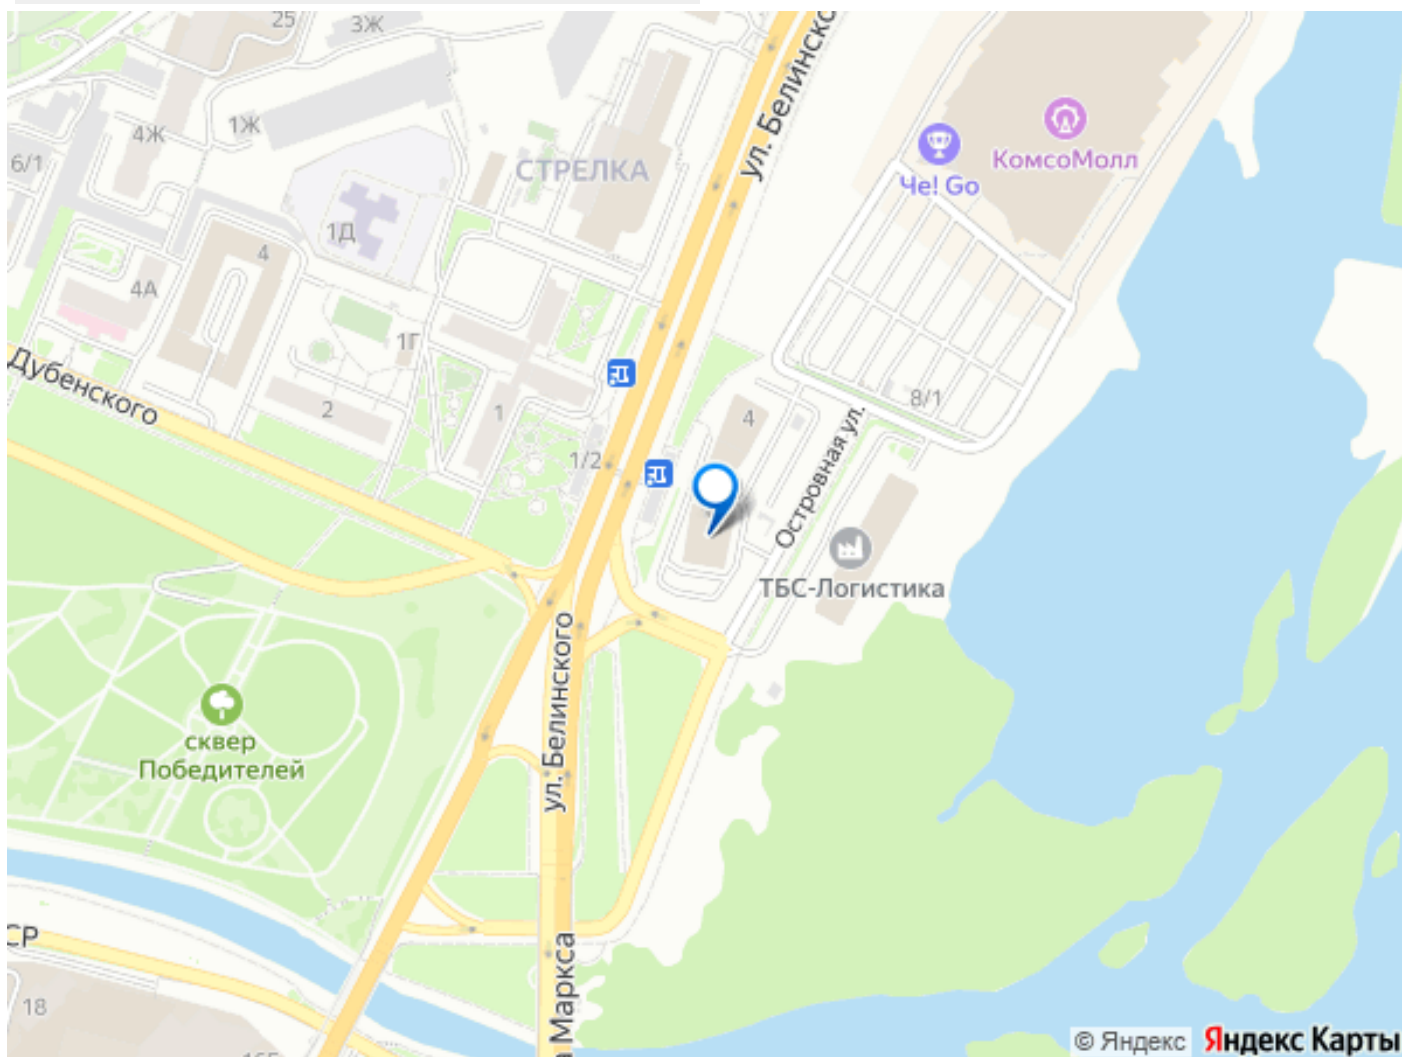 25
3Ж
ул. Белинско
4Ж
1Ж
КомсоМолл
6/1
СТРЕЛКА
Че! Go
1Д
4
4А
1Г
Дубенского
2
1
4
8/1
1/2
Островная ул.
ТБС-Логистика
ул. Белинского
сквер
Победителей
СР
а Маркса
18
© Яндекс
Яндекс Карты